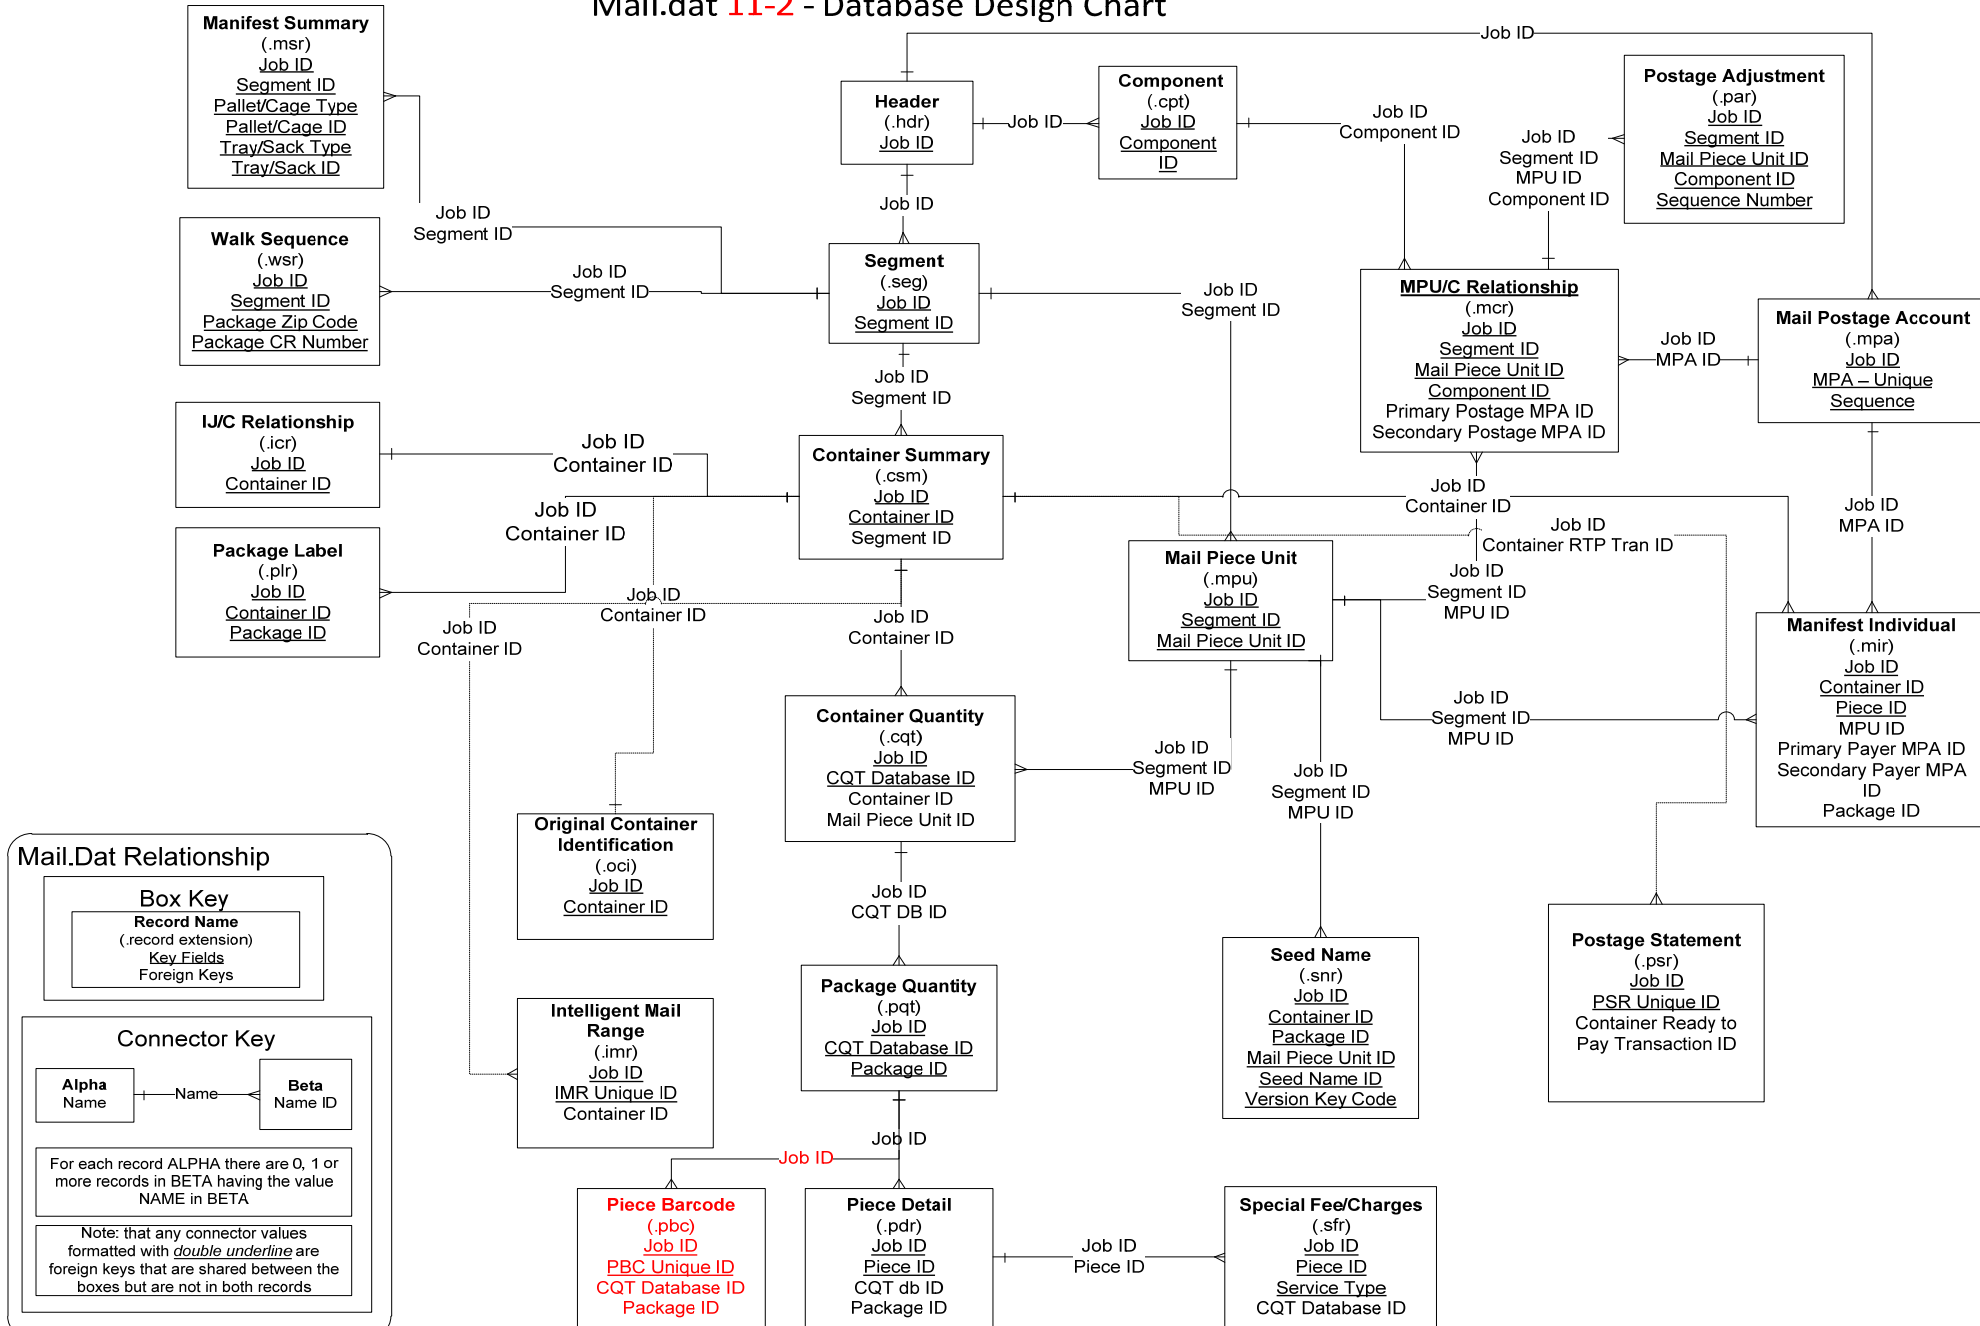 Mail.dat 11-2 - Database Design Chart
Manifest Summary
(.msr)
Job ID
Segment ID
Pallet/Cage Type
Pallet/Cage ID
Tray/Sack Type
Tray/Sack ID
Job ID
Header
(.hdr)
Job ID
Job ID
Component
(.cpt)
Job ID
Component
ID
Job ID
Component ID
Job ID
Segment ID
MPU ID
Component ID
Postage Adjustment
(.par)
Job ID
Segment ID
Mail Piece Unit ID
Component ID
Sequence Number
Job ID
Segment ID
Job ID
Walk Sequence
(.wsr)
Job ID
Segment ID
Package Zip Code
Package CR Number
Job ID
Segment ID
Segment
(.seg)
Job ID
Segment ID
Job ID
Segment ID
MPU/C Relationship
(.mcr)
Job ID
Segment ID
Mail Piece Unit ID
Component ID
Primary Postage MPA ID
Secondary Postage MPA ID
Job ID
MPA ID
Mail Postage Account
(.mpa)
Job ID
MPA – Unique
Sequence
Job ID
Segment ID
IJ/C Relationship
(.icr)
Job ID
Container ID
Job ID
Container ID
Container Summary
(.csm)
Job ID
Container ID
Segment ID
Job ID
Container ID
Job ID
MPA ID
Job ID
Container ID
Package Label
(.plr)
Job ID
Container ID
Package ID
Job ID
Container RTP Tran ID
Mail Piece Unit
(.mpu)
Job ID
Segment ID
Mail Piece Unit ID
Job ID
Segment ID
MPU ID
Job ID
Container ID
Job ID
Container ID
Job ID
Container ID
Manifest Individual
(.mir)
Job ID
Container ID
Piece ID
MPU ID
Primary Payer MPA ID
Secondary Payer MPA
ID
Package ID
Job ID
Segment ID
MPU ID
Container Quantity
(.cqt)
Job ID
CQT Database ID
Container ID
Mail Piece Unit ID
Job ID
Segment ID
MPU ID
Job ID
Segment ID
MPU ID
Original Container
Identification
(.oci)
Job ID
Container ID
Job ID
CQT DB ID
Mail.Dat Relationship
Box Key
Record Name
(.record extension)
Key Fields
Foreign Keys
Connector Key
Alpha
Name
Name
Beta
Name ID
For each record ALPHA there are 0, 1 or
more records in BETA having the value
NAME in BETA
Note: that any connector values
formatted with double underline are
foreign keys that are shared between the
boxes but are not in both records
Intelligent Mail
Range
(.imr)
Job ID
IMR Unique ID
Container ID
Package Quantity
(.pqt)
Job ID
CQT Database ID
Package ID
Seed Name
(.snr)
Job ID
Container ID
Package ID
Mail Piece Unit ID
Seed Name ID
Version Key Code
Postage Statement
(.psr)
Job ID
PSR Unique ID
Container Ready to
Pay Transaction ID
Job ID
Job ID
Piece Barcode
(.pbc)
Job ID
PBC Unique ID
CQT Database ID
Package ID
Piece Detail
(.pdr)
Job ID
Piece ID
CQT db ID
Package ID
Job ID
Piece ID
Special Fee/Charges
(.sfr)
Job ID
Piece ID
Service Type
CQT Database ID